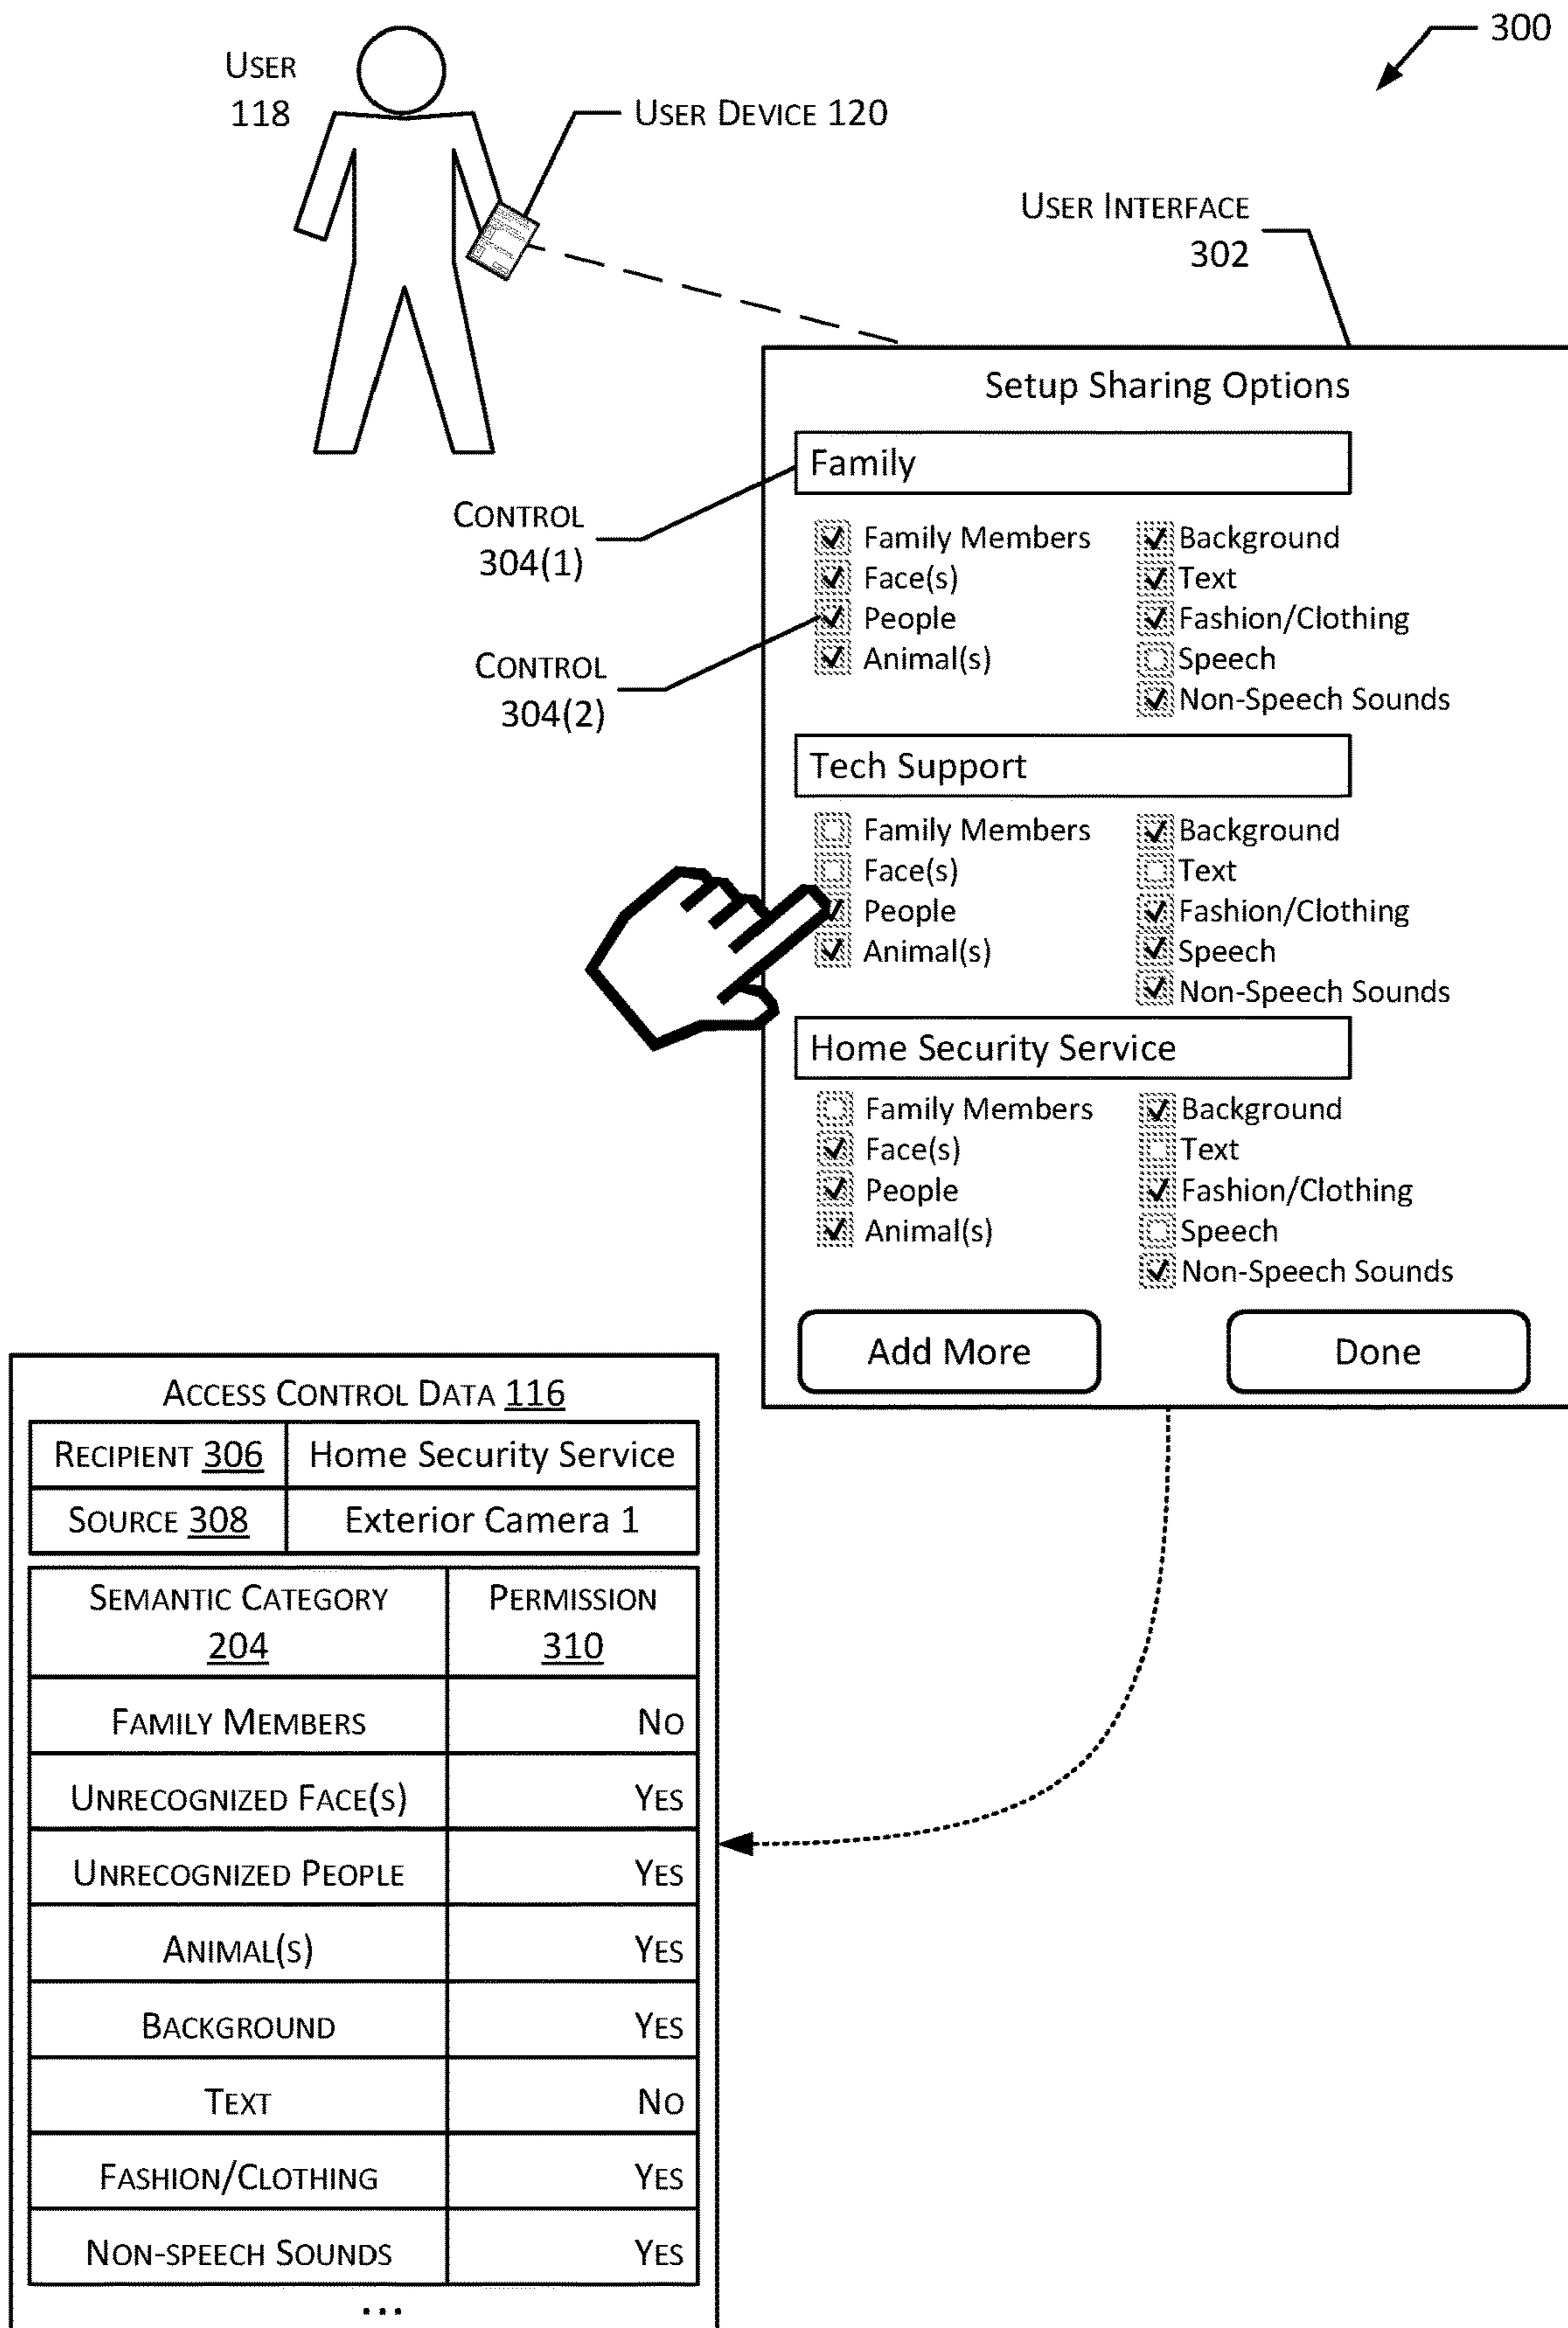 300
USER
118
USER DEVICE 120
USER INTERFACE
302
Setup Sharing Options
Family
CONTROL
304(1)
Family Members
Face(s)
People
Animal(s)
Background
Text
Fashion/Clothing
Speech
Non-Speech Sounds
CONTROL
304(2)
Tech Support
Family Members
Face(s)
People
Animal(s)
Background
Text
Fashion/Clothing
Speech
Non-Speech Sounds
Home Security Service
Family Members
Face(s)
People
Animal(s)
Background
Text
Fashion/Clothing
Speech
Non-Speech Sounds
Add More
Done
ACCESS CONTROL DATA 116
RECIPIENT 306 Home Security Service
SOURCE 308 Exterior Camera 1
SEMANTIC CATEGORY PERMISSION
204 310
FAMILY MEMBERS NO
UNRECOGNIZED FACE(S) YES
UNRECOGNIZED PEOPLE YES
ANIMAL(S) YES
BACKGROUND YES
TEXT NO
FASHION/CLOTHING YES
NON-SPEECH SOUNDS YES
...